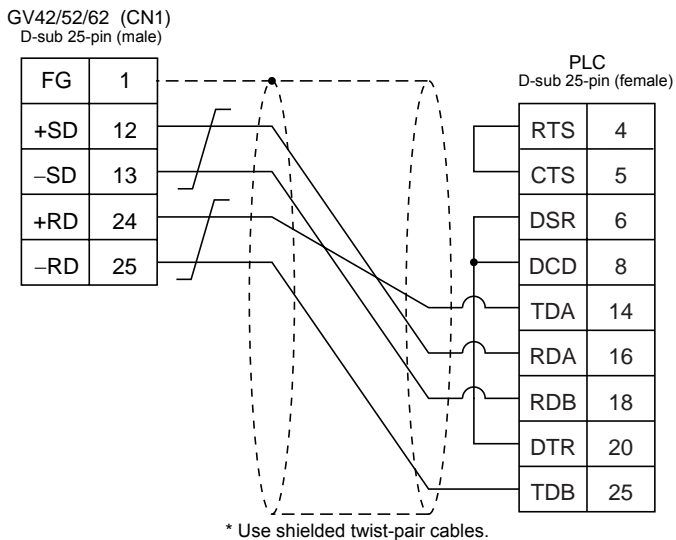 GV42/52/62 (CN1)
D-sub 25-pin (male)
FG 1
+SD 12
−SD 13
+RD 24
−RD 25
PLC
D-sub 25-pin (female)
RTS 4
CTS 5
DSR 6
DCD 8
TDA 14
RDA 16
RDB 18
DTR 20
TDB 25
* Use shielded twist-pair cables.